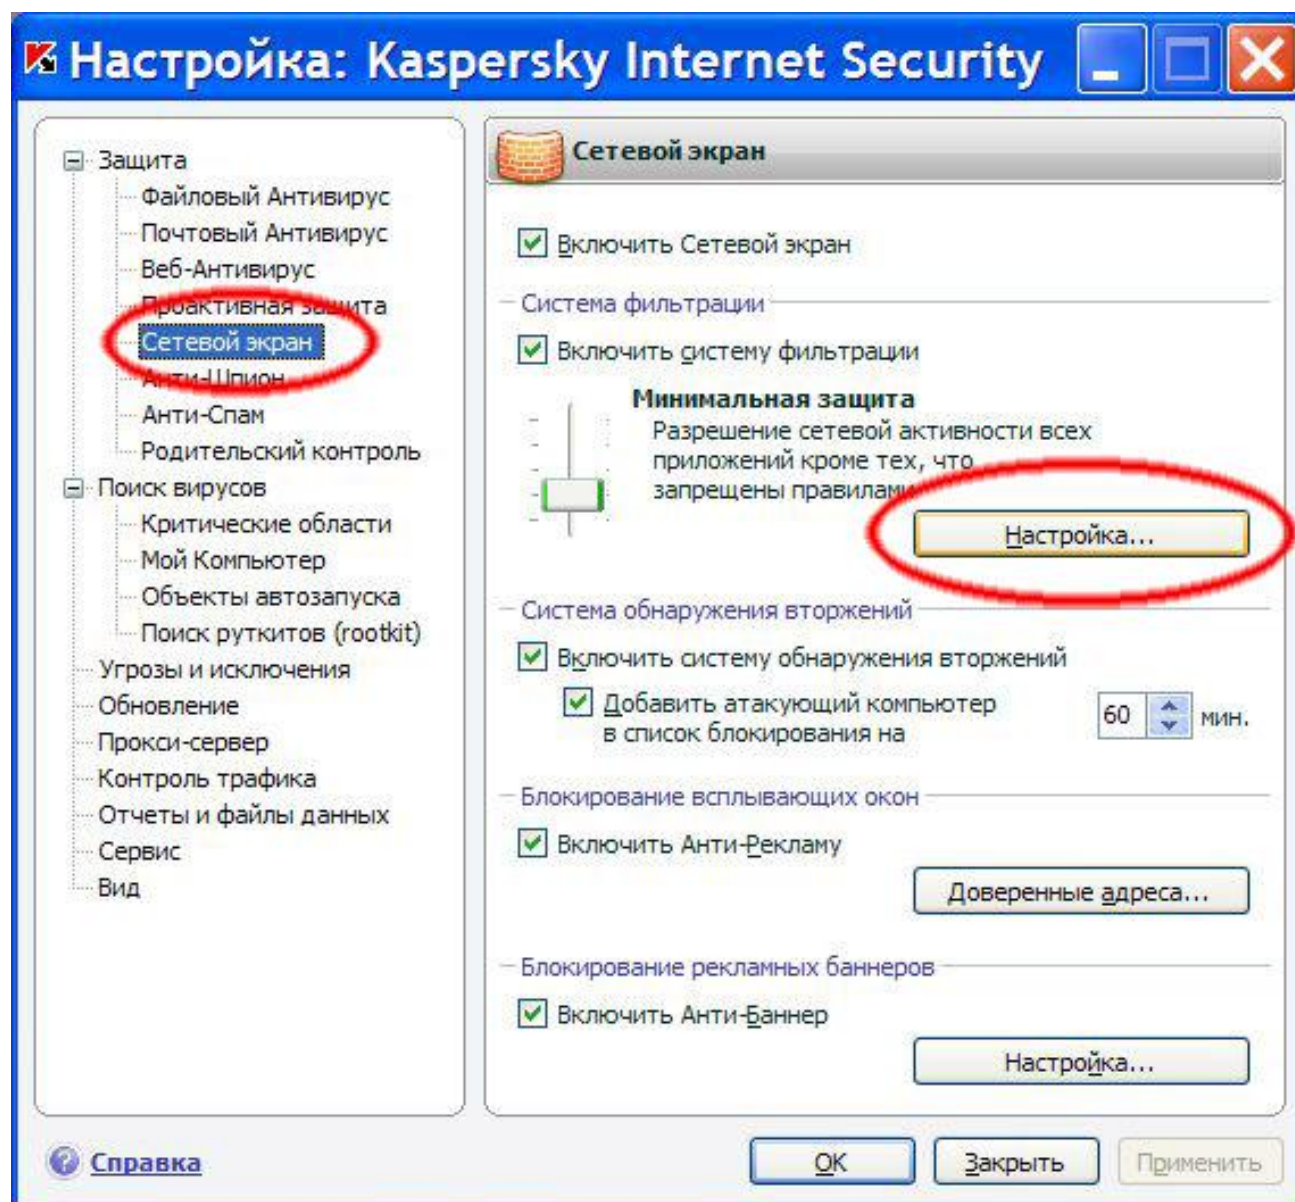 Настройка: Kaspersky Internet Security
Защита
Файловый Антивирус
Почтовый Антивирус
Веб-Антивирус
Проактивная защита
Сетевой экран
Анти-Шпион
Анти-Спам
Родительский контроль
Поиск вирусов
Критические области
Мой Компьютер
Объекты автозапуска
Поиск руткитов (rootkit)
Угрозы и исключения
Обновление
Прокси-сервер
Контроль трафика
Отчеты и файлы данных
Сервис
Вид
Сетевой экран
Включить Сетевой экран
Система фильтрации
Включить систему фильтрации
Минимальная защита
Разрешение сетевой активности всех
приложений кроме тех, что
запрещены правилами
Настройка...
Система обнаружения вторжений
Включить систему обнаружения вторжений
Добавить атакующий компьютер
в список блокирования на
60 мин.
Блокирование всплывающих окон
Включить Анти-Рекламу
Доверенные адреса...
Блокирование рекламных баннеров
Включить Анти-Баннер
Настройка...
Справка
OK
Закрыть
Применить